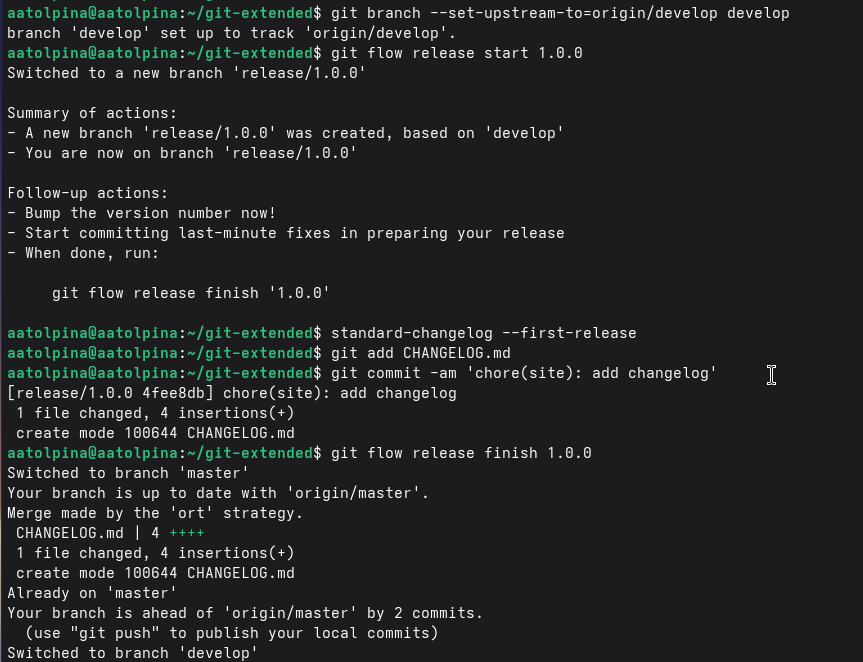 aatolpina@aatolpina:~/git-extended$ git branch --set-upstream-to=origin/develop develop
branch 'develop' set up to track 'origin/develop'.
aatolpina@aatolpina:~/git-extended$ git flow release start 1.0.0
Switched to a new branch 'release/1.0.0'

Summary of actions:
- A new branch 'release/1.0.0' was created, based on 'develop'
- You are now on branch 'release/1.0.0'

Follow-up actions:
- Bump the version number now!
- Start committing last-minute fixes in preparing your release
- When done, run:

     git flow release finish '1.0.0'

aatolpina@aatolpina:~/git-extended$ standard-changelog --first-release
aatolpina@aatolpina:~/git-extended$ git add CHANGELOG.md
aatolpina@aatolpina:~/git-extended$ git commit -am 'chore(site): add changelog'
[release/1.0.0 4fee8db] chore(site): add changelog
 1 file changed, 4 insertions(+)
 create mode 100644 CHANGELOG.md
aatolpina@aatolpina:~/git-extended$ git flow release finish 1.0.0
Switched to branch 'master'
Your branch is up to date with 'origin/master'.
Merge made by the 'ort' strategy.
 CHANGELOG.md | 4 ++++
 1 file changed, 4 insertions(+)
 create mode 100644 CHANGELOG.md
Already on 'master'
Your branch is ahead of 'origin/master' by 2 commits.
  (use "git push" to publish your local commits)
Switched to branch 'develop'